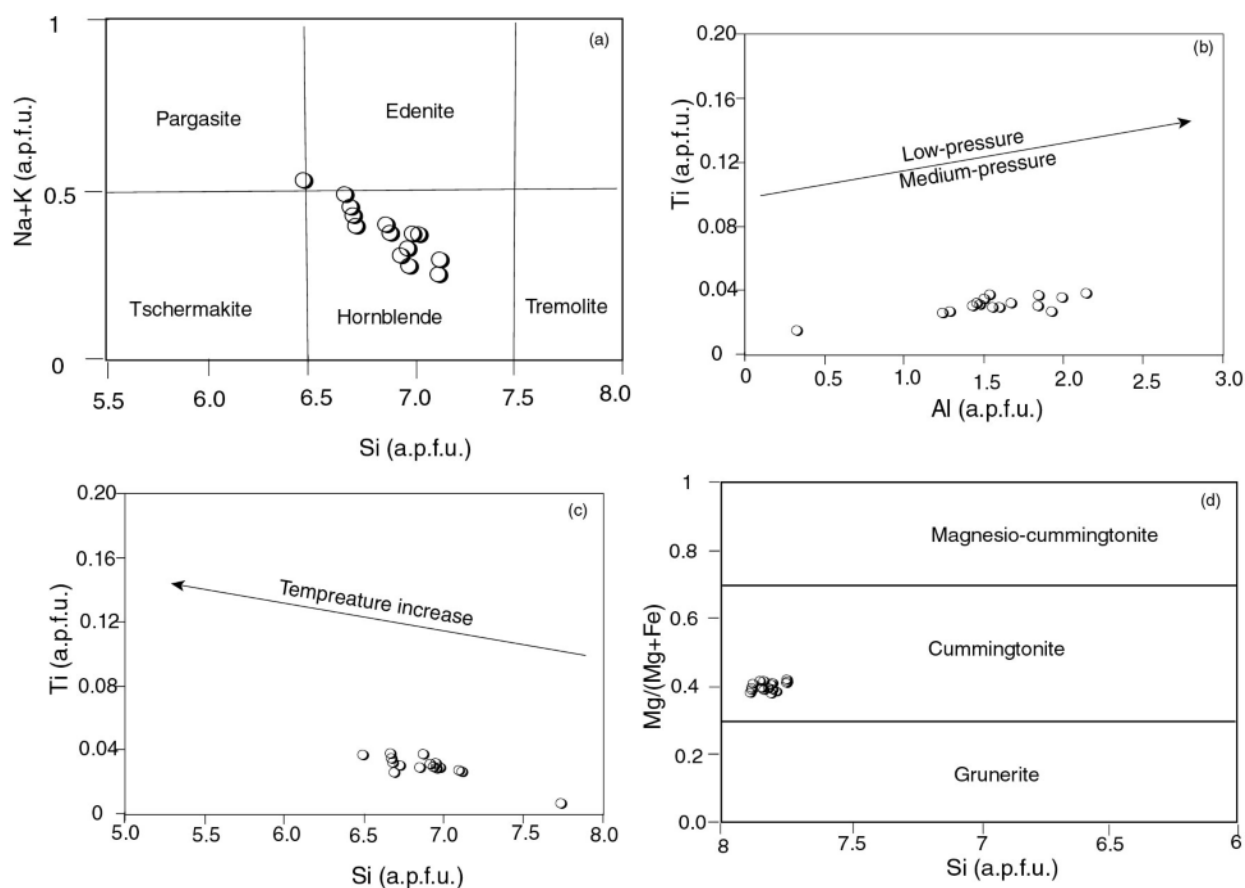 (a)
1
0.5
0
Na+K (a.p.f.u.)
Pargasite
Edenite
Tschermakite
Hornblende
Tremolite
5.5 6.0 6.5 7.0 7.5 8.0
Si (a.p.f.u.)
(b)
0.20
0.16
0.12
0.08
0.04
0
Ti (a.p.f.u.)
Low-pressure
Medium-pressure
0 0.5 1.0 1.5 2.0 2.5 3.0
Al (a.p.f.u.)
(c)
0.20
0.16
0.12
0.08
0.04
0
Ti (a.p.f.u.)
Tempreature increase
5.0 5.5 6.0 6.5 7.0 7.5 8.0
Si (a.p.f.u.)
(d)
1
0.8
0.6
0.4
0.2
0.0
Mg/(Mg+Fe)
Magnesio-cummingtonite
Cummingtonite
Grunerite
8 7.5 7 6.5 6
Si (a.p.f.u.)